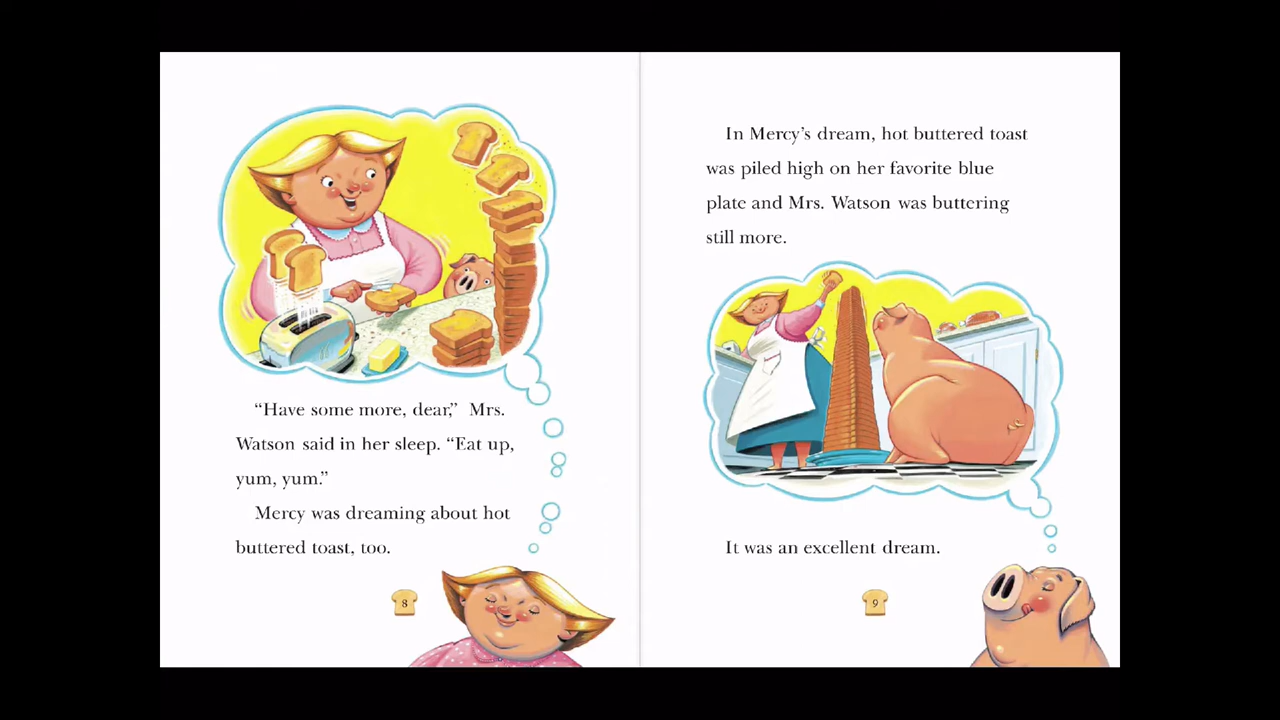 “Have some more, dear,” Mrs.
Watson said in her sleep. “Eat up,
yum, yum.”
Mercy was dreaming about hot
buttered toast, too.
8
In Mercy’s dream, hot buttered toast
was piled high on her favorite blue
plate and Mrs. Watson was buttering
still more.
It was an excellent dream.
9